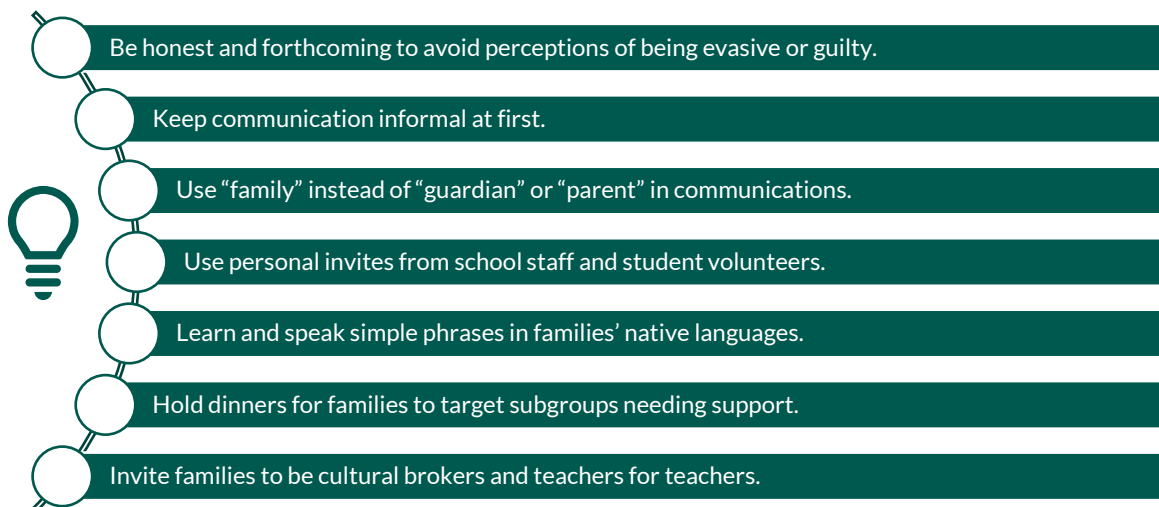 Be honest and forthcoming to avoid perceptions of being evasive or guilty.
Keep communication informal at first.
Use “family” instead of “guardian” or “parent” in communications.
Use personal invites from school staff and student volunteers.
Learn and speak simple phrases in families’ native languages.
Hold dinners for families to target subgroups needing support.
Invite families to be cultural brokers and teachers for teachers.